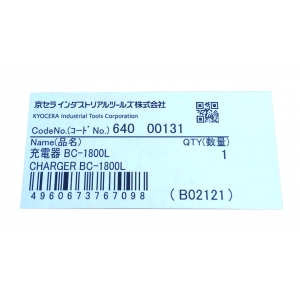 京セラ インダストリアルツールズ株式会社
KYOCERA Industrial Tools Corporation
CodeNo.(ｺｰﾄﾞNo.) 640 00131
Name(品名) QTY(数量)
充電器 BC-1800L 1
CHARGER BC-1800L
4960673767098 (B02121)